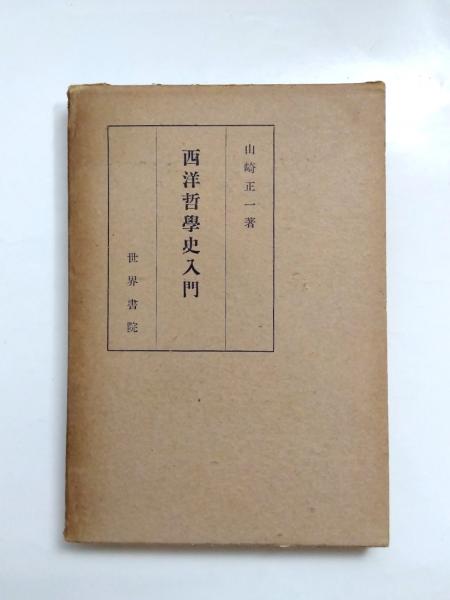 山崎正一著
西洋哲學史入門
世界書院